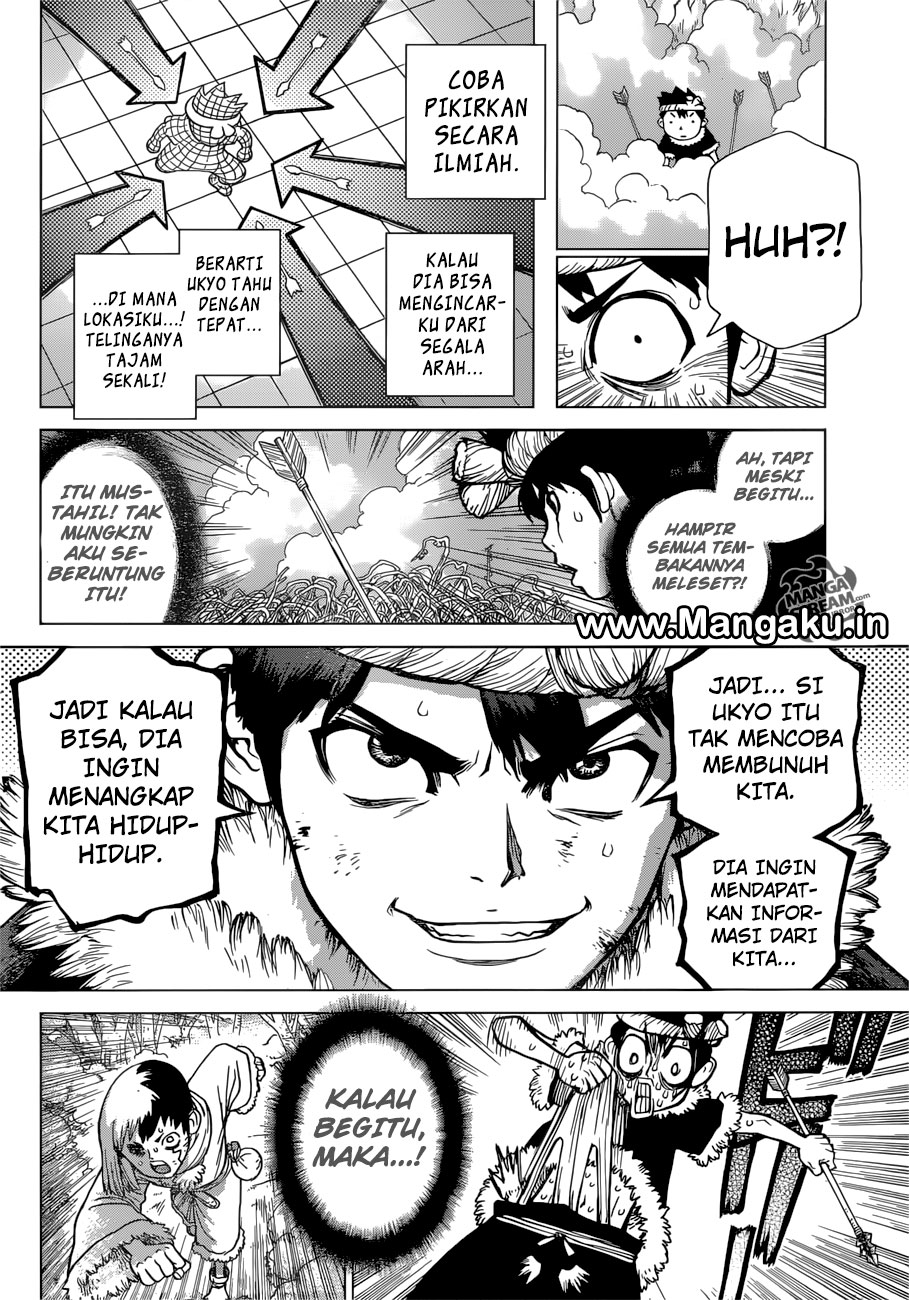 HUH?!
COBA
PIKIRKAN
SECARA
ILMIAH.
KALAU
DIA BISA
MENGINCAR-
KU DARI
SEGALA
ARAH...
BERARTI
UKYO TAHU
DENGAN
TEPAT...
...DI MANA
LOKASIKU...!
TELINGANYA
TAJAM
SEKALI!
AH, TAPI
MESKI
BEGITU...
HAMPIR
SEMUA TEM-
BAKANNYA
MELESET?!
ITU MUS-
TAHIL! TAK
MUNGKIN
AKU SE-
BERUNTUNG
ITU!
MANGA
STREAM.com
www.Mangaku.in
JADI... SI
UKYO ITU
TAK MENCOBA
MEMBUNUH
KITA.
DIA INGIN
MENDAPAT-
KAN INFOR-
MASI DARI
KITA...
JADI KALAU
BISA, DIA
INGIN
MENANGKAP
KITA HIDUP-
HIDUP.
KALAU
BEGITU,
MAKA...!